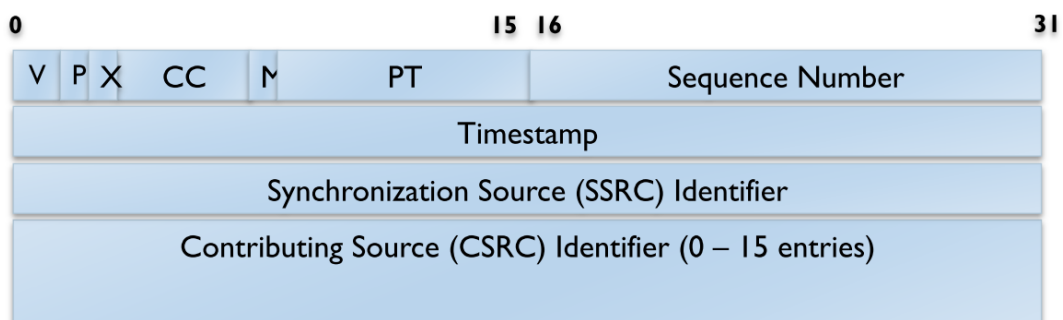 0 15 16 31
V P X CC M PT Sequence Number
Timestamp
Synchronization Source (SSRC) Identifier
Contributing Source (CSRC) Identifier (0 – 15 entries)